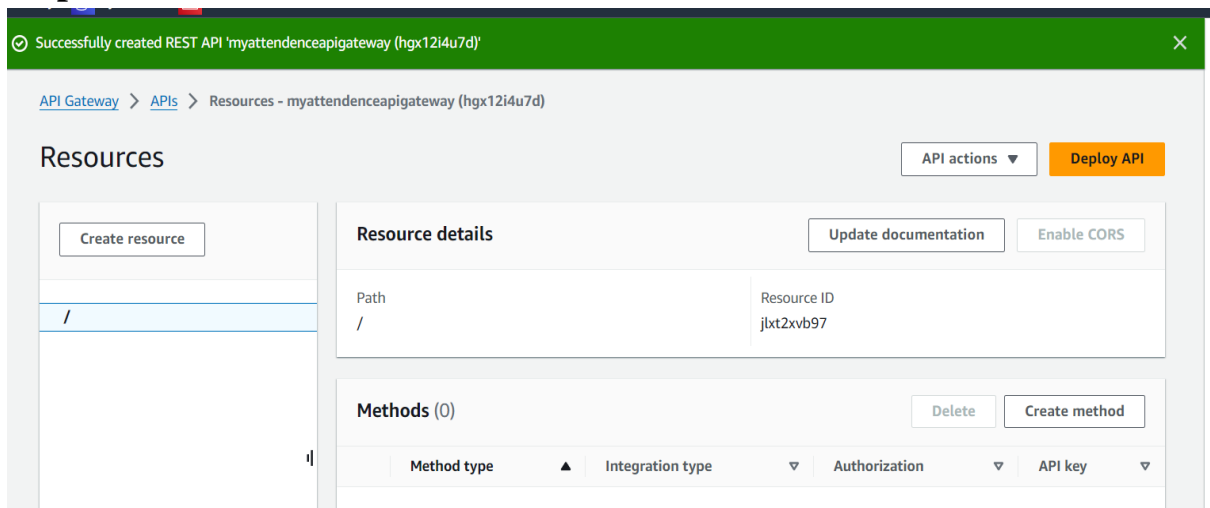 Successfully created REST API 'myattendenceapigateway (hgx12i4u7d)'
API Gateway > APIs > Resources - myattendenceapigateway (hgx12i4u7d)
Resources
API actions ▼ Deploy API
Create resource
/
Resource details
Update documentation Enable CORS
Path
/
Resource ID
jlxt2xvb97
Methods (0)
Delete Create method
Method type ▲ Integration type ▽ Authorization ▽ API key ▽